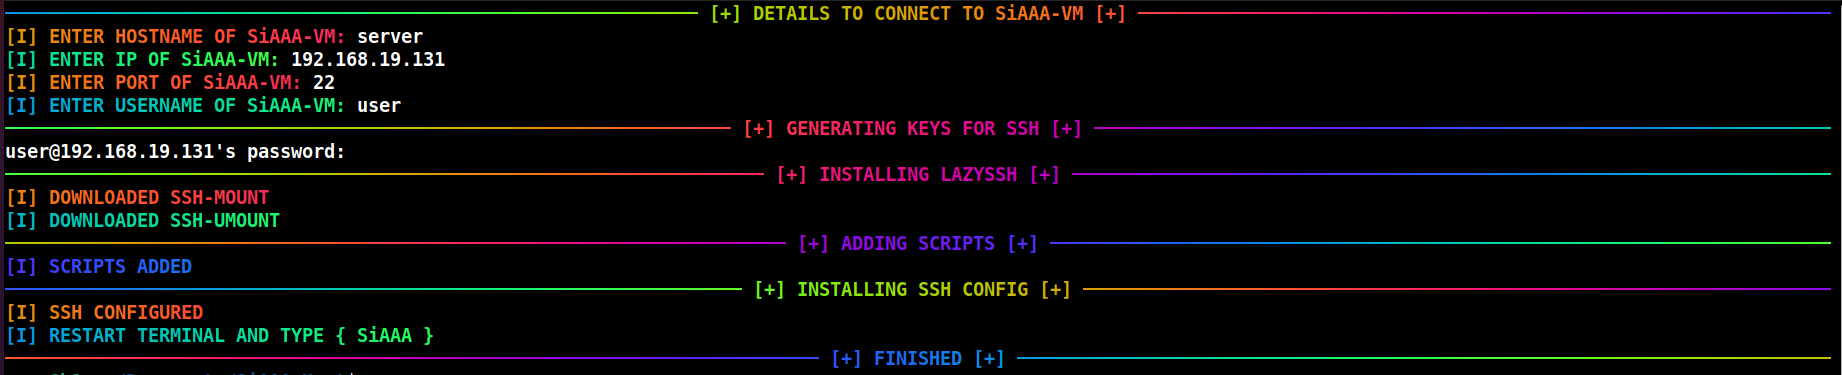 [+] DETAILS TO CONNECT TO SiAAA-VM [+]
[I] ENTER HOSTNAME OF SiAAA-VM: server
[I] ENTER IP OF SiAAA-VM: 192.168.19.131
[I] ENTER PORT OF SiAAA-VM: 22
[I] ENTER USERNAME OF SiAAA-VM: user
[+] GENERATING KEYS FOR SSH [+]
user@192.168.19.131's password:
[+] INSTALLING LAZYSSH [+]
[I] DOWNLOADED SSH-MOUNT
[I] DOWNLOADED SSH-UMOUNT
[+] ADDING SCRIPTS [+]
[I] SCRIPTS ADDED
[+] INSTALLING SSH CONFIG [+]
[I] SSH CONFIGURED
[I] RESTART TERMINAL AND TYPE { SiAAA }
[+] FINISHED [+]